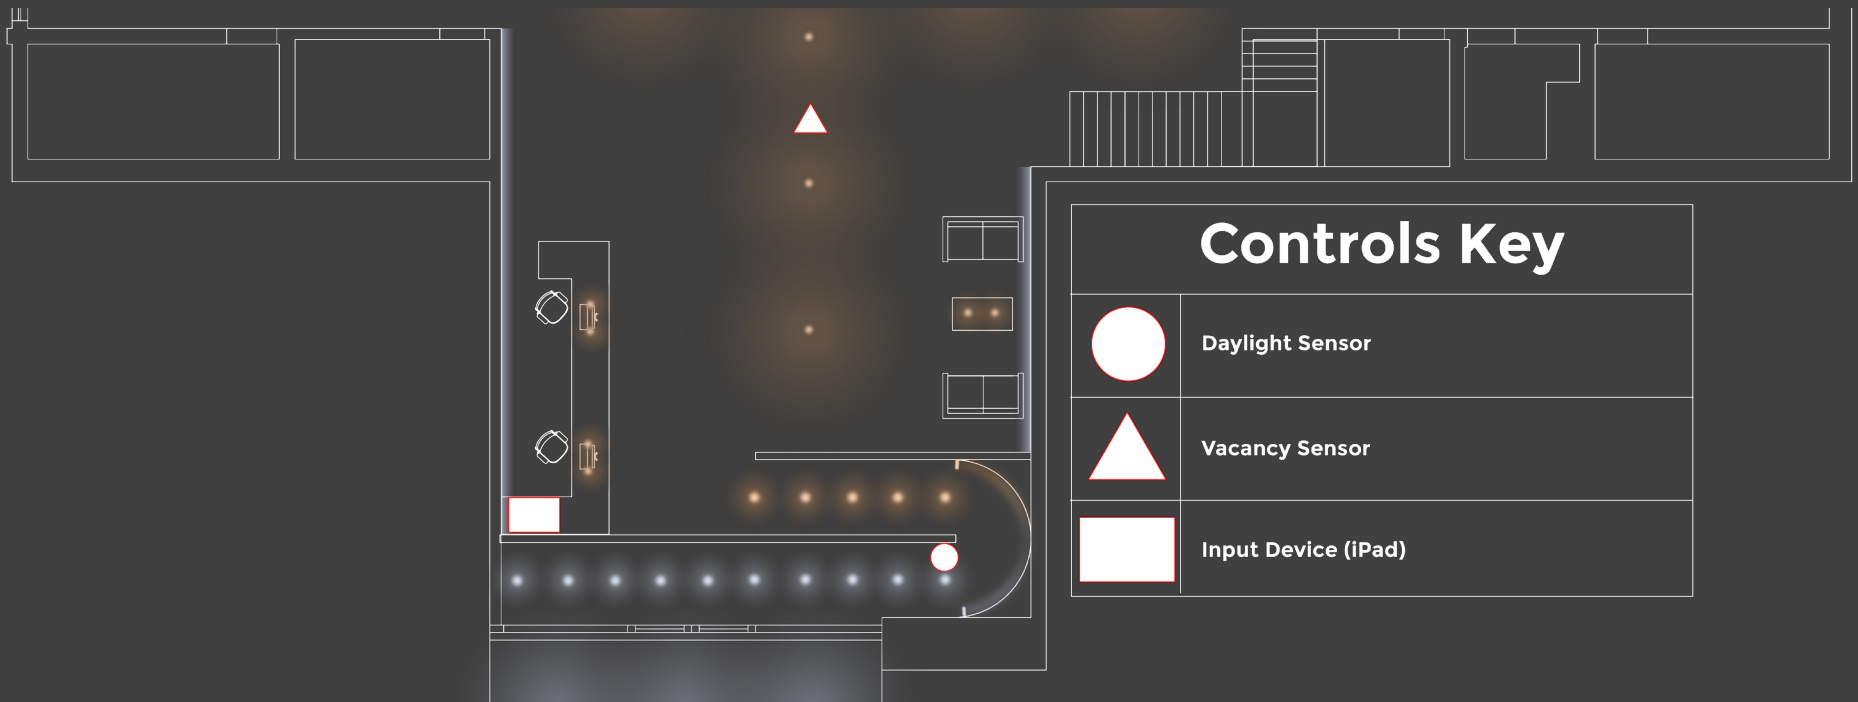 Controls Key
Daylight Sensor
Vacancy Sensor
Input Device (iPad)